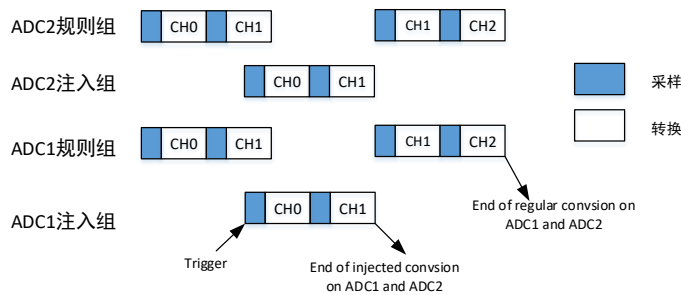 ADC2规则组 CH0 CH1 CH1 CH2
ADC2注入组 CH0 CH1 采样
ADC1规则组 CH0 CH1 CH1 CH2 转换
ADC1注入组 CH0 CH1
End of regular convsion on
ADC1 and ADC2
Trigger
End of injected convsion
on ADC1 and ADC2